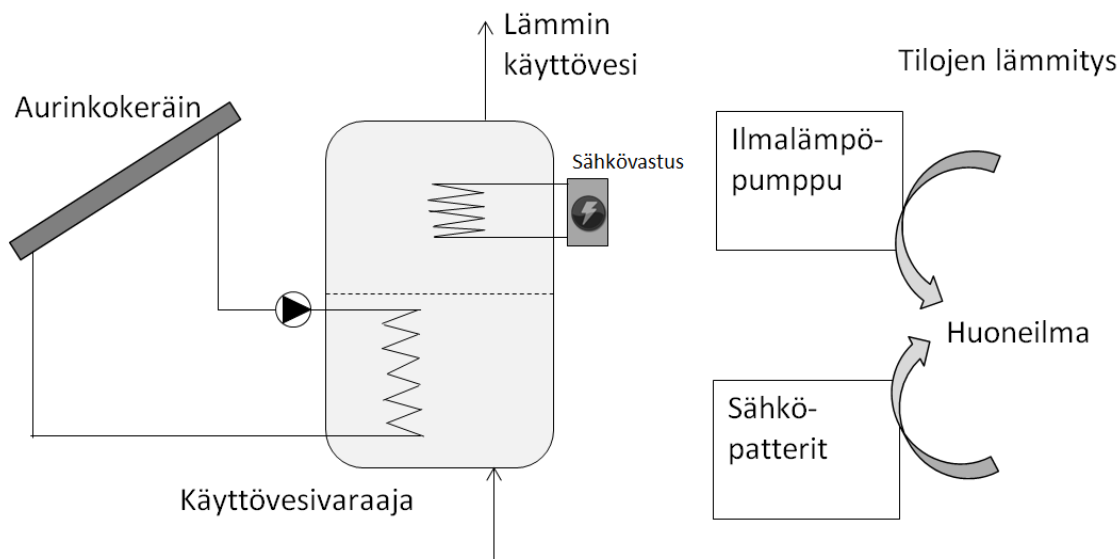 Lämmin
käyttövesi
Tilojen lämmitys
Aurinkokeräin
Ilmalämpö-
pumppu
Sähkövastus
Huoneilma
Sähkö-
patterit
Käyttövesivaraaja